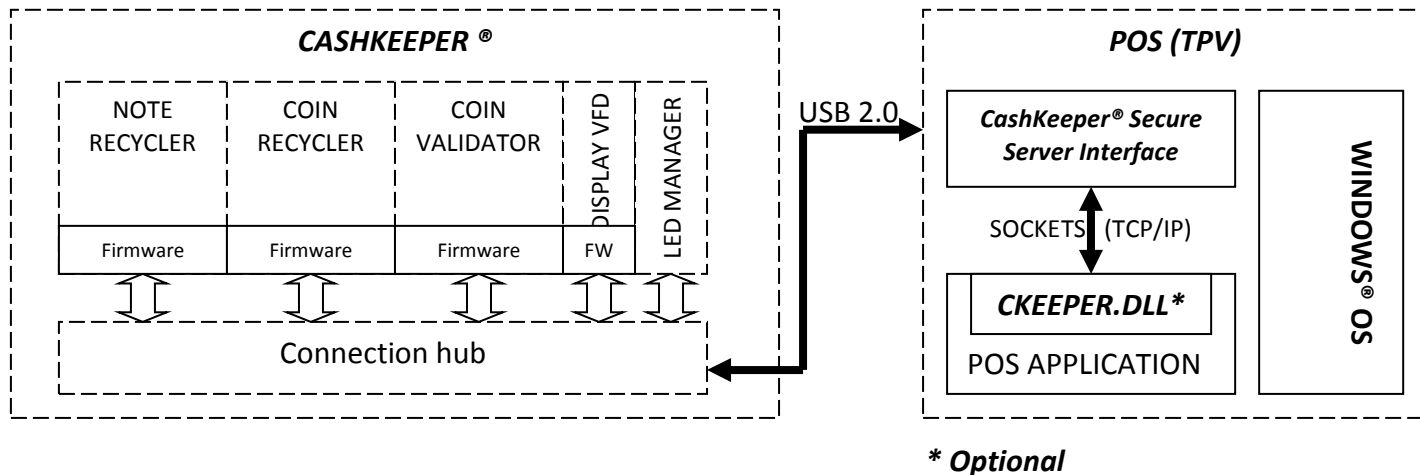 CASHKEEPER ®
NOTE
RECYCLER
COIN
RECYCLER
COIN
VALIDATOR
DISPLAY VFD
LED MANAGER
Firmware
Firmware
Firmware
FW
Connection hub
USB 2.0
POS (TPV)
CashKeeper® Secure
Server Interface
SOCKETS (TCP/IP)
CKEEPER.DLL*
POS APPLICATION
WINDOWS® OS
* Optional